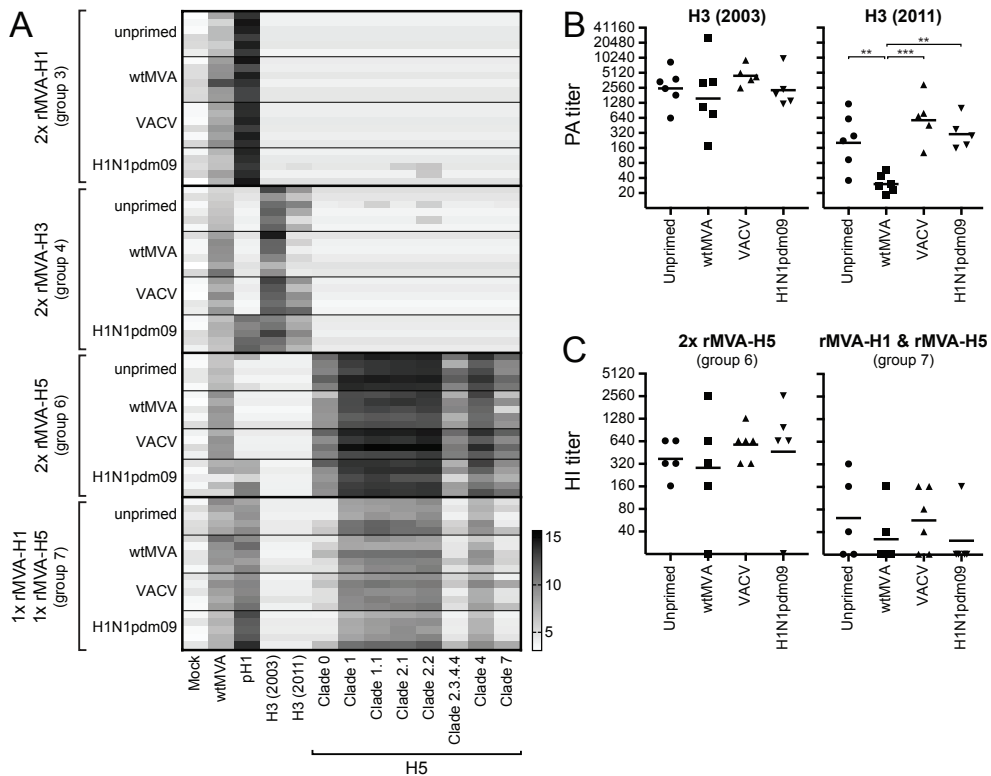 A
2x rMVA-H1
(group 3)
unprimed
wtMVA
VACV
H1N1pdm09
2x rMVA-H3
(group 4)
unprimed
wtMVA
VACV
H1N1pdm09
2x rMVA-H5
(group 6)
unprimed
wtMVA
VACV
H1N1pdm09
1x rMVA-H1
1x rMVA-H5
(group 7)
unprimed
wtMVA
VACV
H1N1pdm09
15
10
5
Mock
wtMVA
pH1
H3 (2003)
H3 (2011)
Clade 0
Clade 1
Clade 1.1
Clade 2.1
Clade 2.2
Clade 2.3.4.4
Clade 4
Clade 7
H5
B
H3 (2003)
H3 (2011)
PA titer
41160
20480
10240
5120
2560
1280
640
320
160
80
40
20
**
***
**
Unprimed
wtMVA
VACV
H1N1pdm09
Unprimed
wtMVA
VACV
H1N1pdm09
C
2x rMVA-H5
(group 6)
rMVA-H1 & rMVA-H5
(group 7)
HI titer
5120
2560
1280
640
320
160
80
40
Unprimed
wtMVA
VACV
H1N1pdm09
Unprimed
wtMVA
VACV
H1N1pdm09